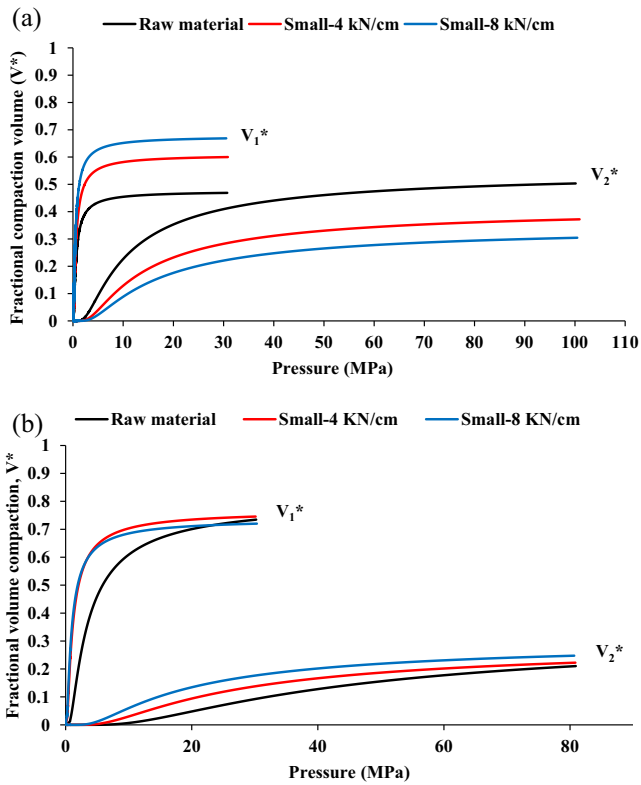 (a)
Raw material Small-4 kN/cm Small-8 kN/cm
Fractional compaction volume (V*)
1
0.9
0.8
0.7
0.6
0.5
0.4
0.3
0.2
0.1
0
V1*
V2*
0 10 20 30 40 50 60 70 80 90 100 110
Pressure (MPa)
(b)
Raw material Small-4 KN/cm Small-8 KN/cm
Fractional volume compaction, V*
1
0.9
0.8
0.7
0.6
0.5
0.4
0.3
0.2
0.1
0
V1*
V2*
0 20 40 60 80
Pressure (MPa)